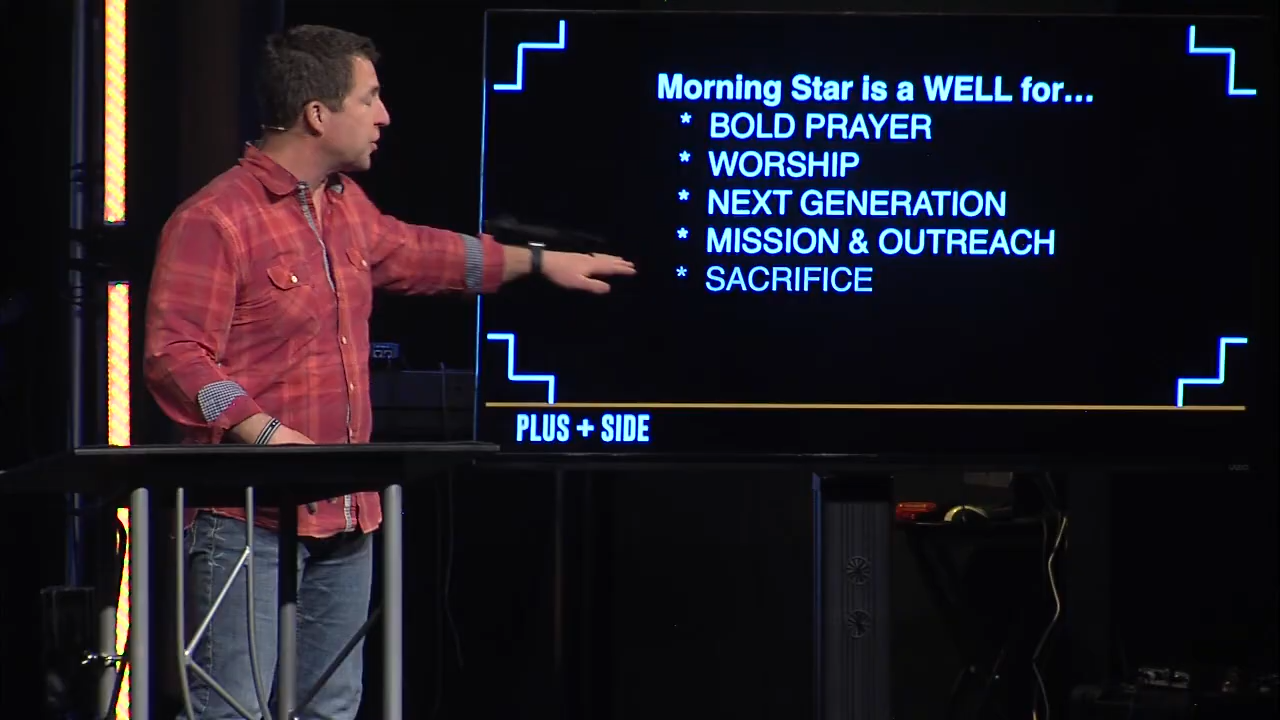 Morning Star is a WELL for…
* BOLD PRAYER
* WORSHIP
* NEXT GENERATION
* MISSION & OUTREACH
* SACRIFICE
PLUS + SIDE